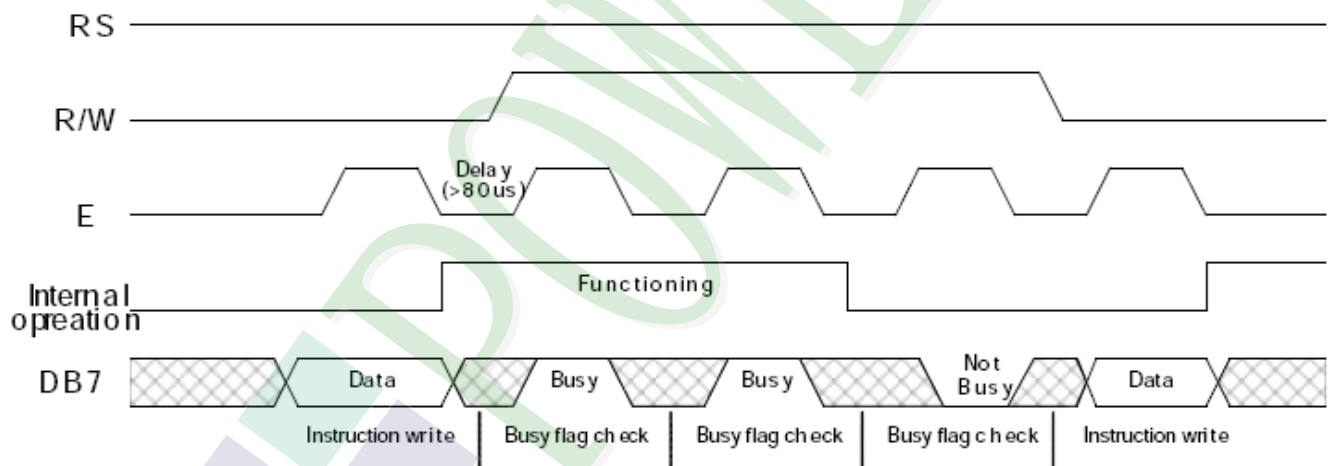 RS
R/W
Delay
(>80us)
E
Functioning
Internal
opreation
DB7
Data
Busy
Busy
Not
Busy
Data
Instruction write
Busy flag check
Busy flag check
Busy flag check
Instruction write